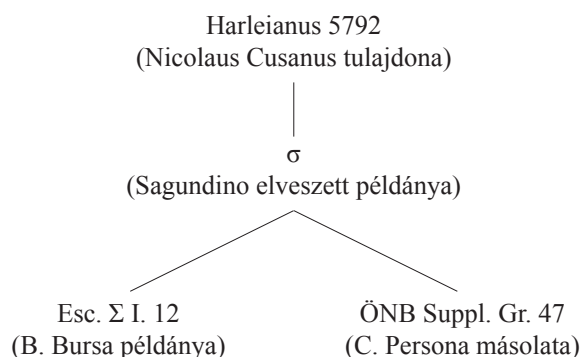 Harleianus 5792
(Nicolaus Cusanus tulajdona)
σ
(Sagundino elveszett példánya)
Esc. Σ I. 12
(B. Bursa példánya)
ÖNB Suppl. Gr. 47
(C. Persona másolata)